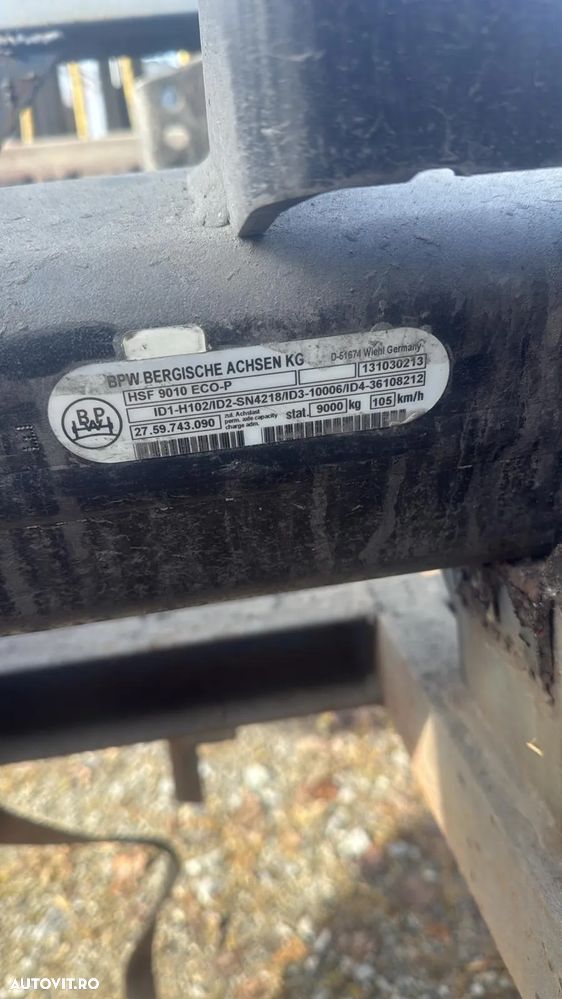 BPW BERGISCHE ACHSEN KG D-51674 Wiehl Germany
HSF 9010 ECO-P 131030213
ID1-H102/ID2-SN4218/ID3-10006/ID4-36108212
27.59.743.090 zul. Achslast perm. axle capacity charge adm. stat. 9000 kg 105 km/h
BPW
AUTOVIT.RO